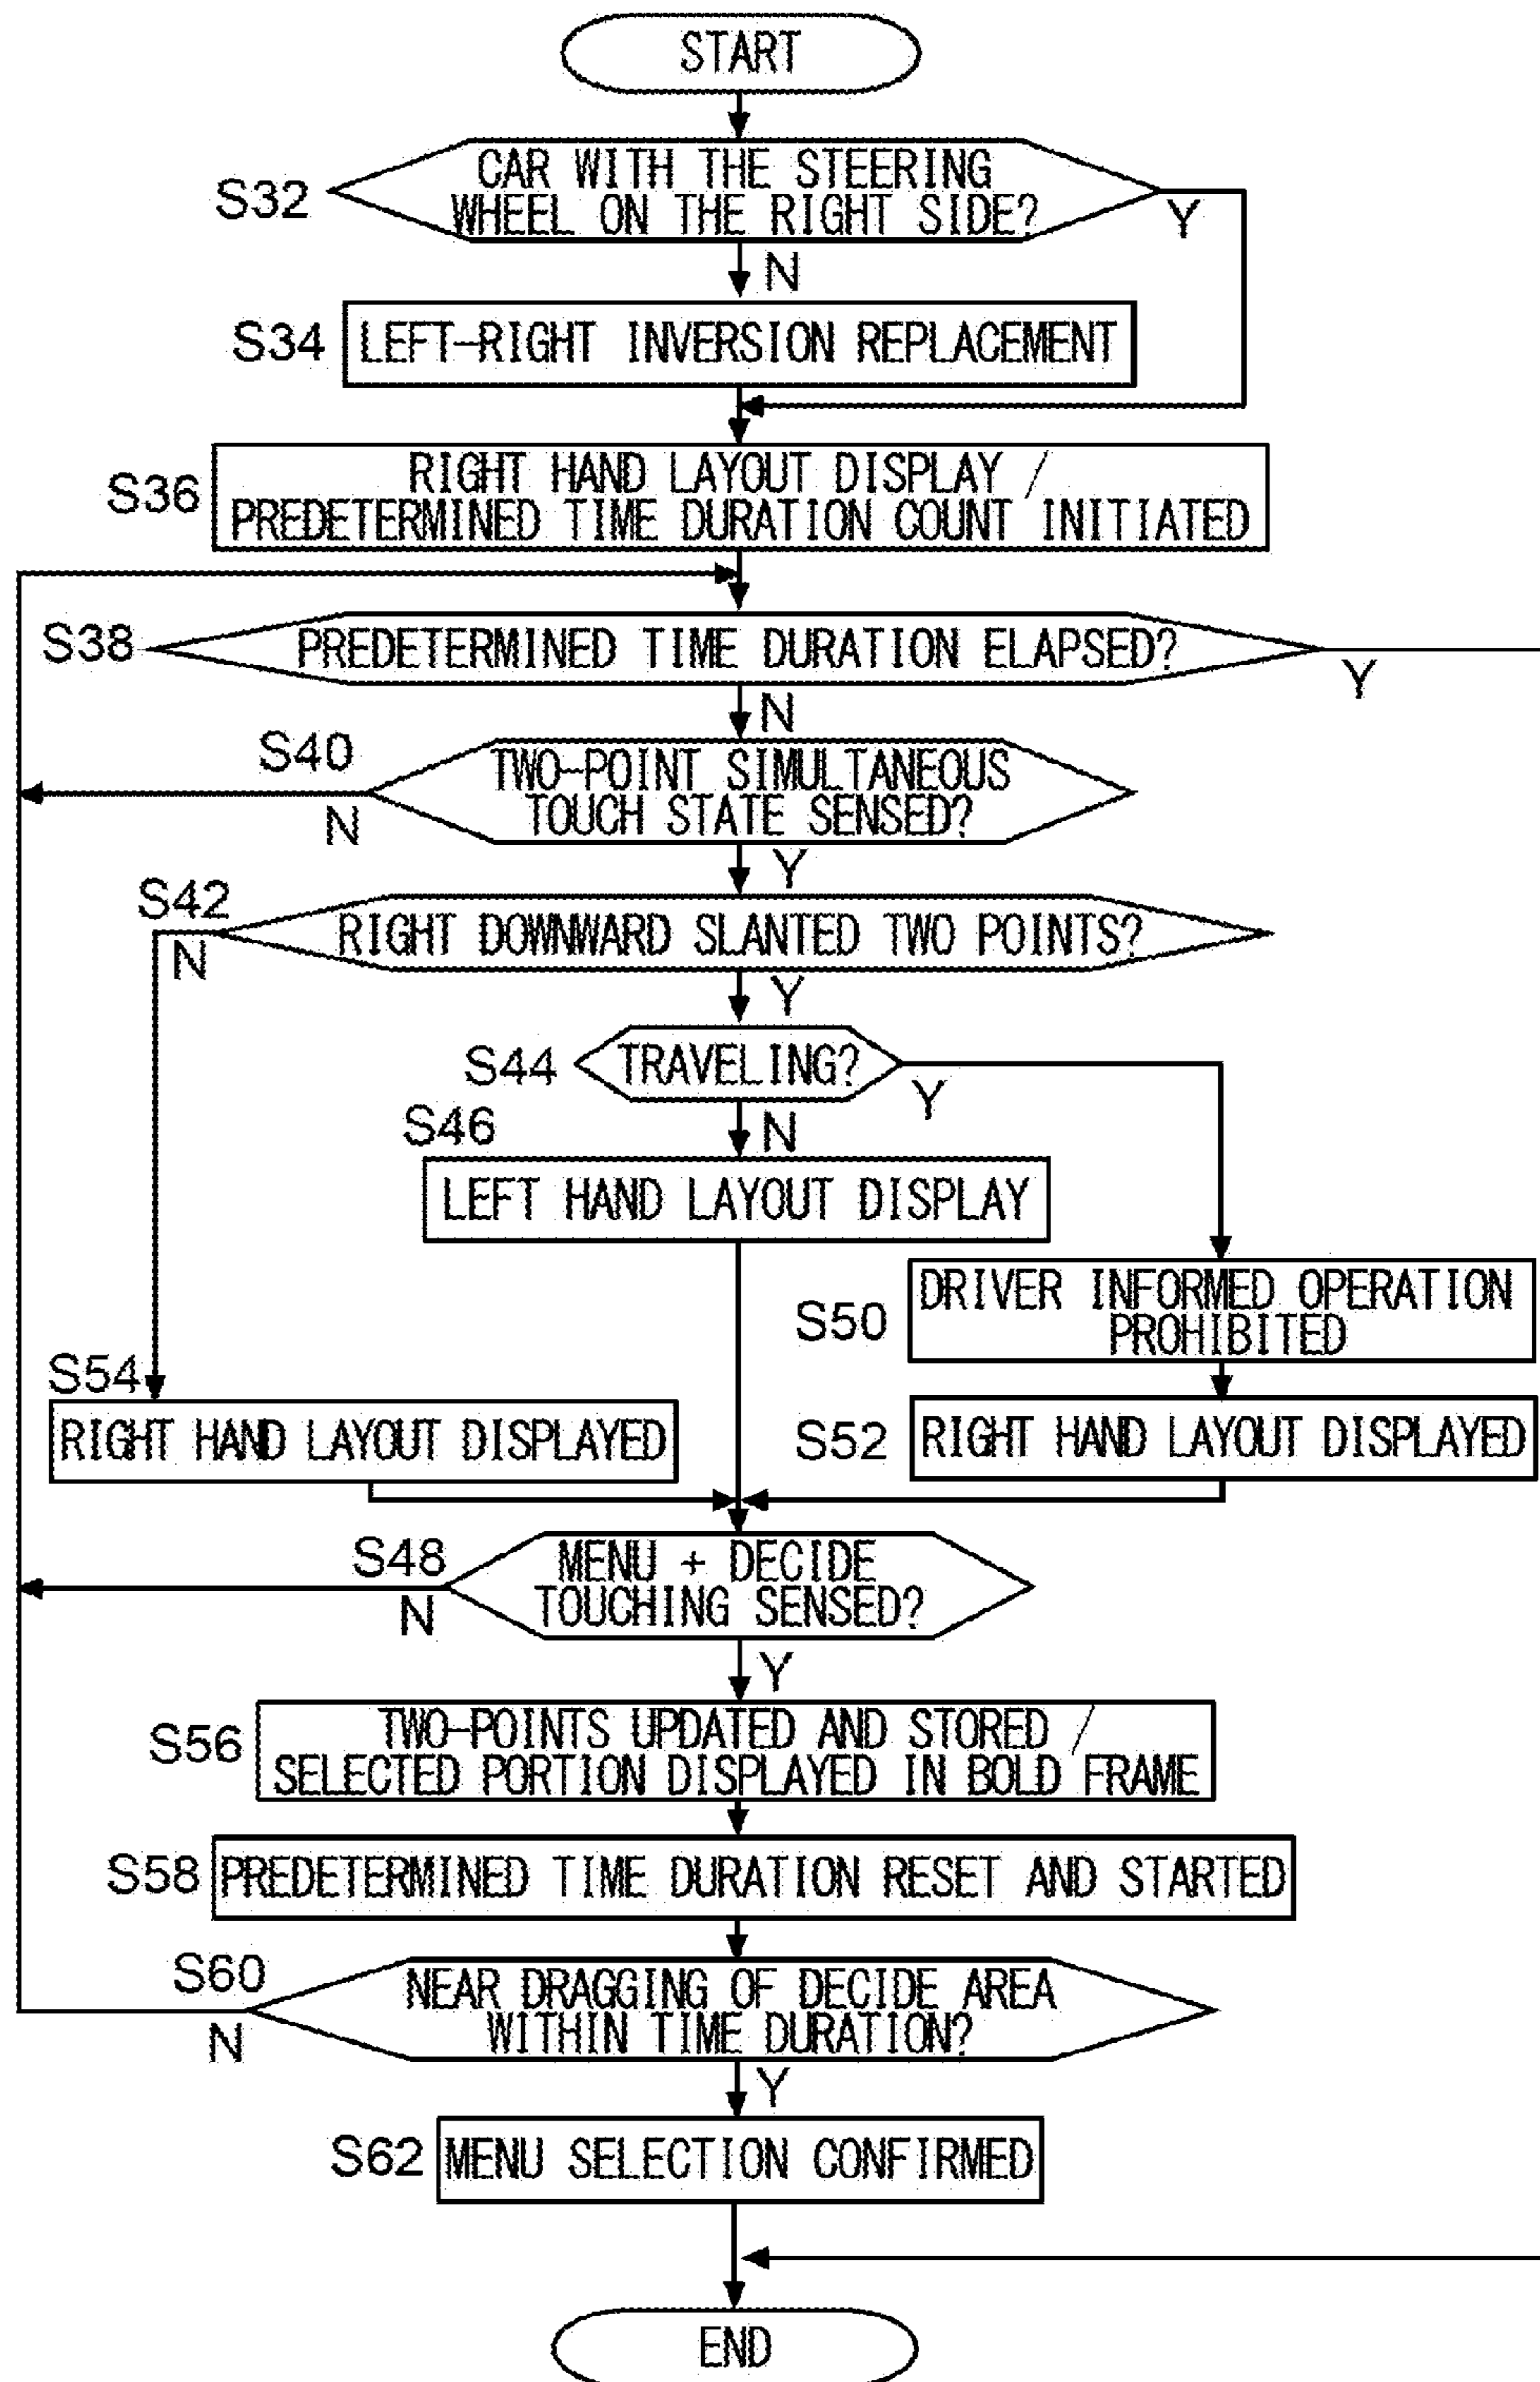 START
S32
CAR WITH THE STEERING
WHEEL ON THE RIGHT SIDE?
Y
N
S34
LEFT-RIGHT INVERSION REPLACEMENT
S36
RIGHT HAND LAYOUT DISPLAY /
PREDETERMINED TIME DURATION COUNT INITIATED
S38
PREDETERMINED TIME DURATION ELAPSED?
Y
N
S40
TWO-POINT SIMULTANEOUS
TOUCH STATE SENSED?
N
Y
S42
RIGHT DOWNWARD SLANTED TWO POINTS?
N
Y
S44
TRAVELING?
Y
N
S46
LEFT HAND LAYOUT DISPLAY
S50
DRIVER INFORMED OPERATION
PROHIBITED
S54
RIGHT HAND LAYOUT DISPLAYED
S52
RIGHT HAND LAYOUT DISPLAYED
S48
MENU + DECIDE
TOUCHING SENSED?
N
Y
S56
TWO-POINTS UPDATED AND STORED /
SELECTED PORTION DISPLAYED IN BOLD FRAME
S58
PREDETERMINED TIME DURATION RESET AND STARTED
S60
NEAR DRAGGING OF DECIDE AREA
WITHIN TIME DURATION?
N
Y
S62
MENU SELECTION CONFIRMED
END